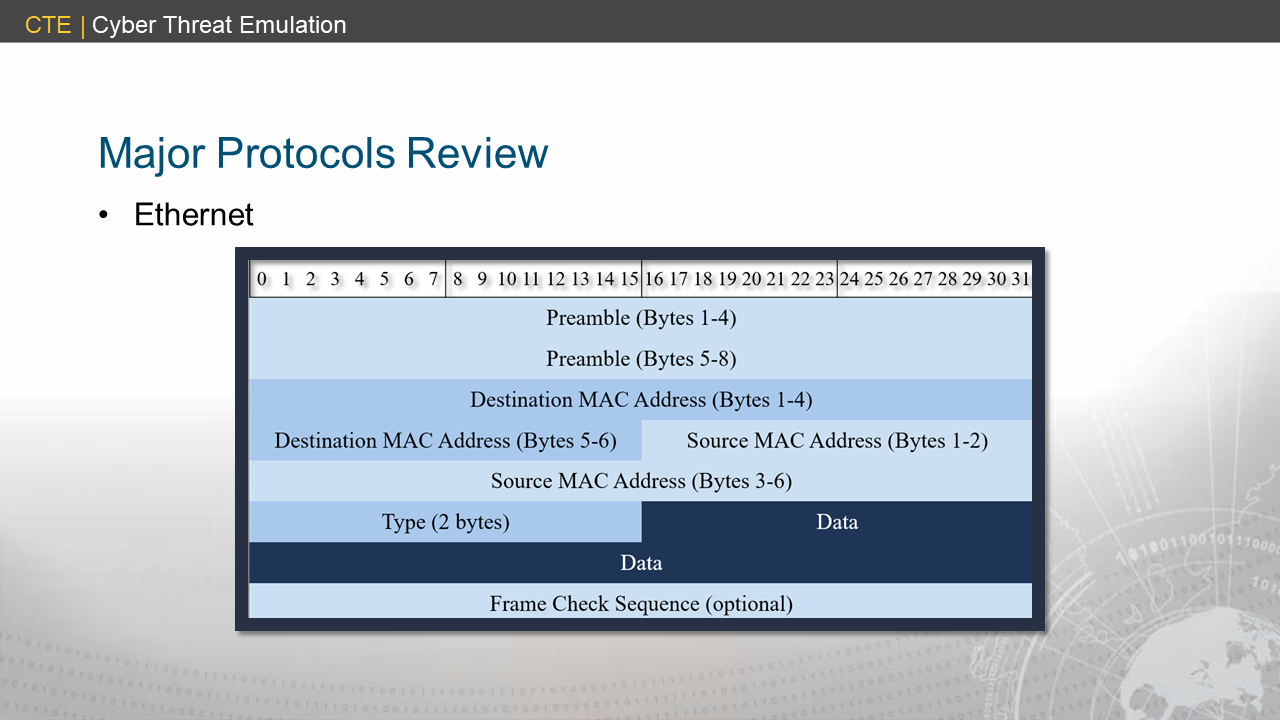 CTE | Cyber Threat Emulation
Major Protocols Review
• Ethernet
0 1 2 3 4 5 6 7 8 9 10 11 12 13 14 15 16 17 18 19 20 21 22 23 24 25 26 27 28 29 30 31
Preamble (Bytes 1-4)
Preamble (Bytes 5-8)
Destination MAC Address (Bytes 1-4)
Destination MAC Address (Bytes 5-6) Source MAC Address (Bytes 1-2)
Source MAC Address (Bytes 3-6)
Type (2 bytes) Data
Data
Frame Check Sequence (optional)